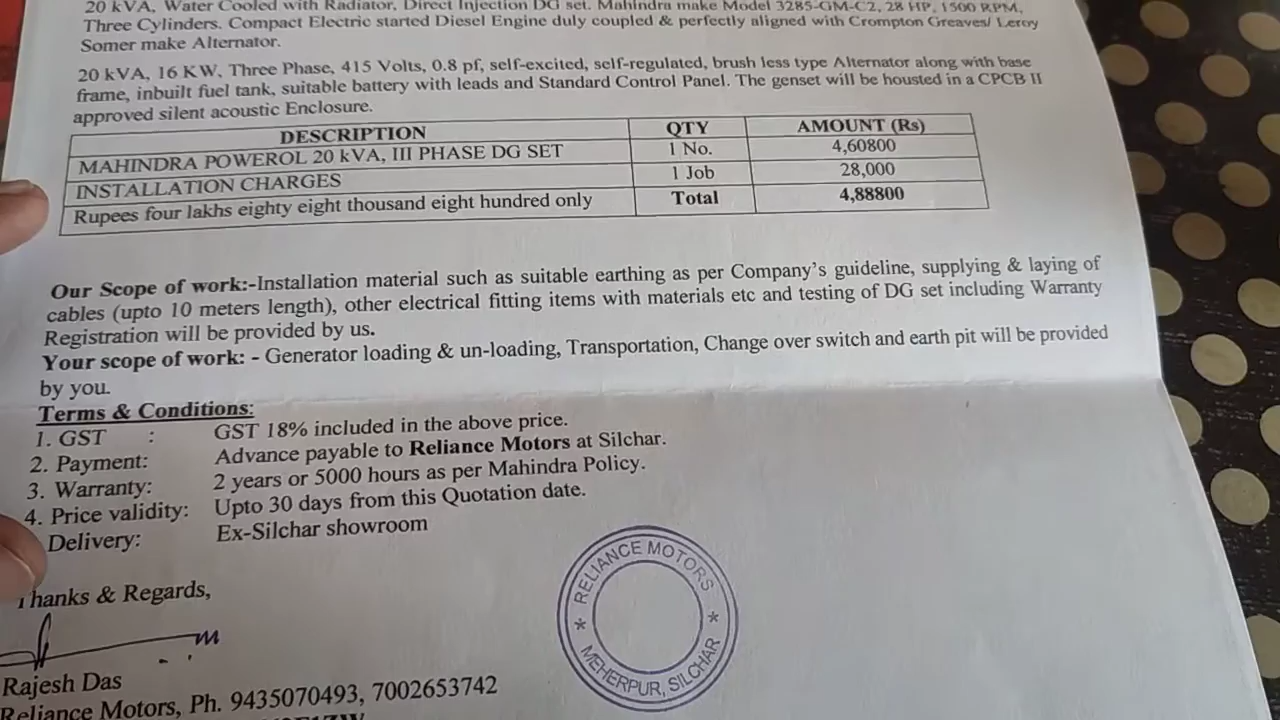 20 kVA, Water Cooled with Radiator, Direct Injection DG set. Mahindra make Model 3285-GM-C2, 28 HP, 1500 RPM,
Three Cylinders. Compact Electric started Diesel Engine duly coupled & perfectly aligned with Crompton Greaves/ Leroy
Somer make Alternator.
20 kVA, 16 KW, Three Phase, 415 Volts, 0.8 pf, self-excited, self-regulated, brush less type Alternator along with base
frame, inbuilt fuel tank, suitable battery with leads and Standard Control Panel. The genset will be housted in a CPCB II
approved silent acoustic Enclosure.
DESCRIPTION QTY AMOUNT (Rs)
MAHINDRA POWEROL 20 kVA, III PHASE DG SET 1 No. 4,60800
INSTALLATION CHARGES 1 Job 28,000
Rupees four lakhs eighty eight thousand eight hundred only Total 4,88800
Our Scope of work:-Installation material such as suitable earthing as per Company's guideline, supplying & laying of
cables (upto 10 meters length), other electrical fitting items with materials etc and testing of DG set including Warranty
Registration will be provided by us.
Your scope of work: - Generator loading & un-loading, Transportation, Change over switch and earth pit will be provided
by you.
Terms & Conditions:
1. GST : GST 18% included in the above price.
2. Payment: Advance payable to Reliance Motors at Silchar.
3. Warranty: 2 years or 5000 hours as per Mahindra Policy.
4. Price validity: Upto 30 days from this Quotation date.
Delivery: Ex-Silchar showroom
Thanks & Regards,
Rajesh Das
Reliance Motors, Ph. 9435070493, 7002653742
RELIANCE MOTORS
* *
MEHERPUR, SILCHAR